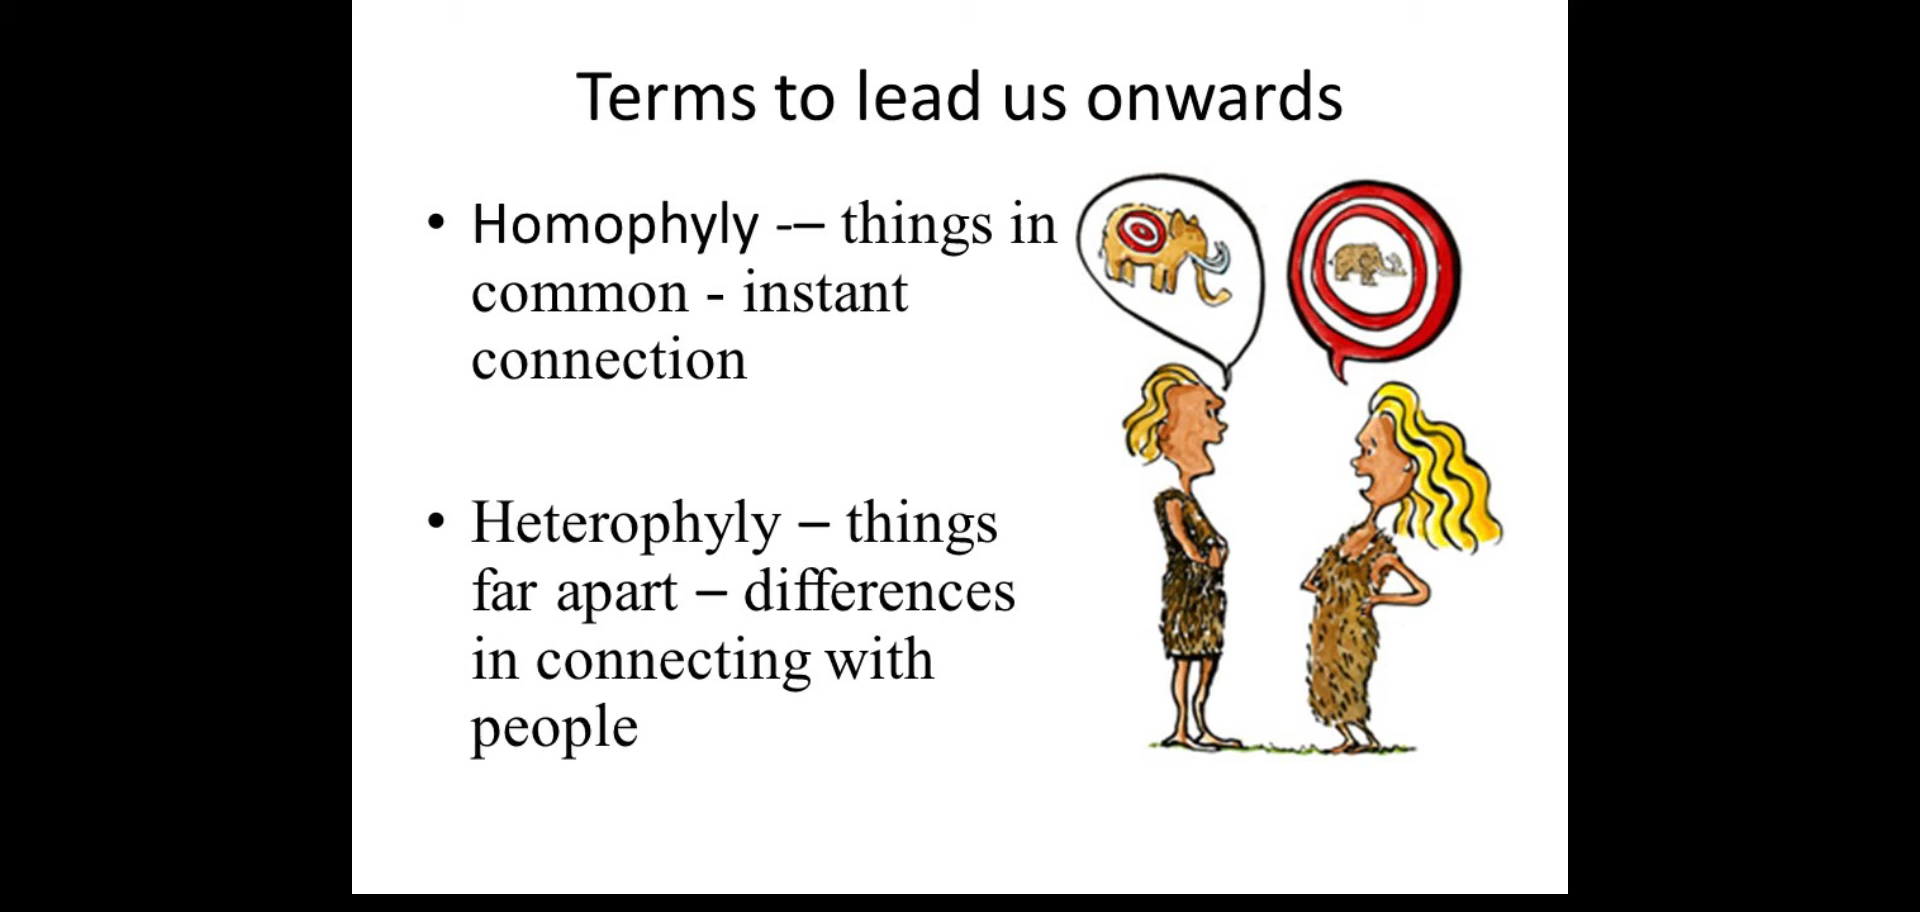 Terms to lead us onwards
• Homophyly -– things in
common - instant
connection
• Heterophyly – things
far apart – differences
in connecting with
people